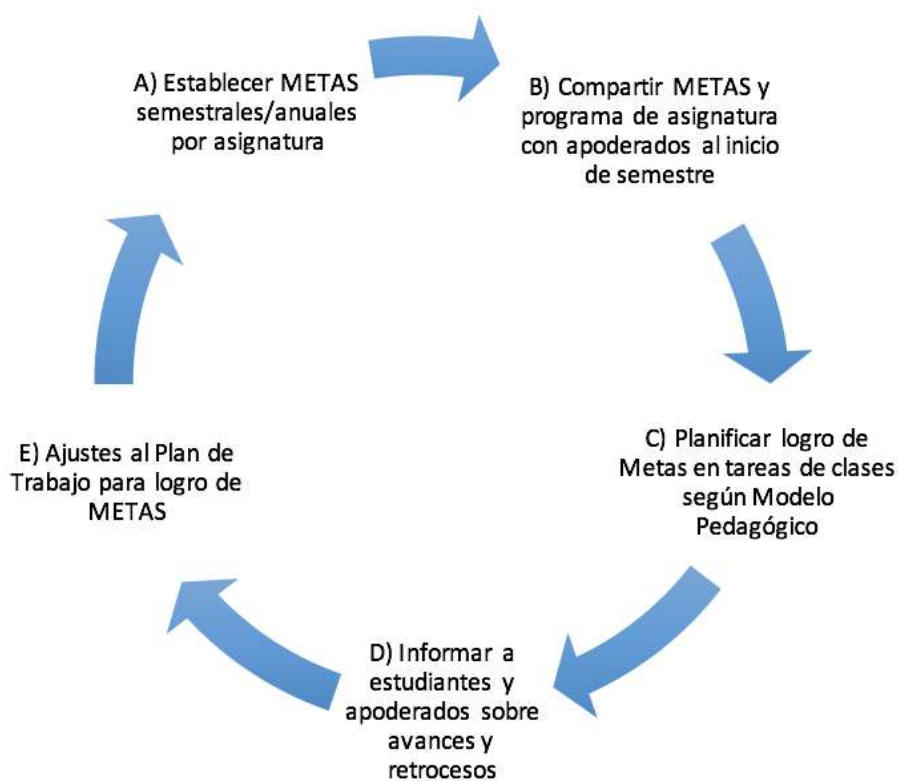 A) Establecer METAS
semestrales/anuales
por asignatura
B) Compartir METAS y
programa de asignatura
con apoderados al inicio
de semestre
C) Planificar logro de
Metas en tareas de clases
según Modelo
Pedagógico
D) Informar a
estudiantes y
apoderados sobre
avances y
retrocesos
E) Ajustes al Plan de
Trabajo para logro de
METAS